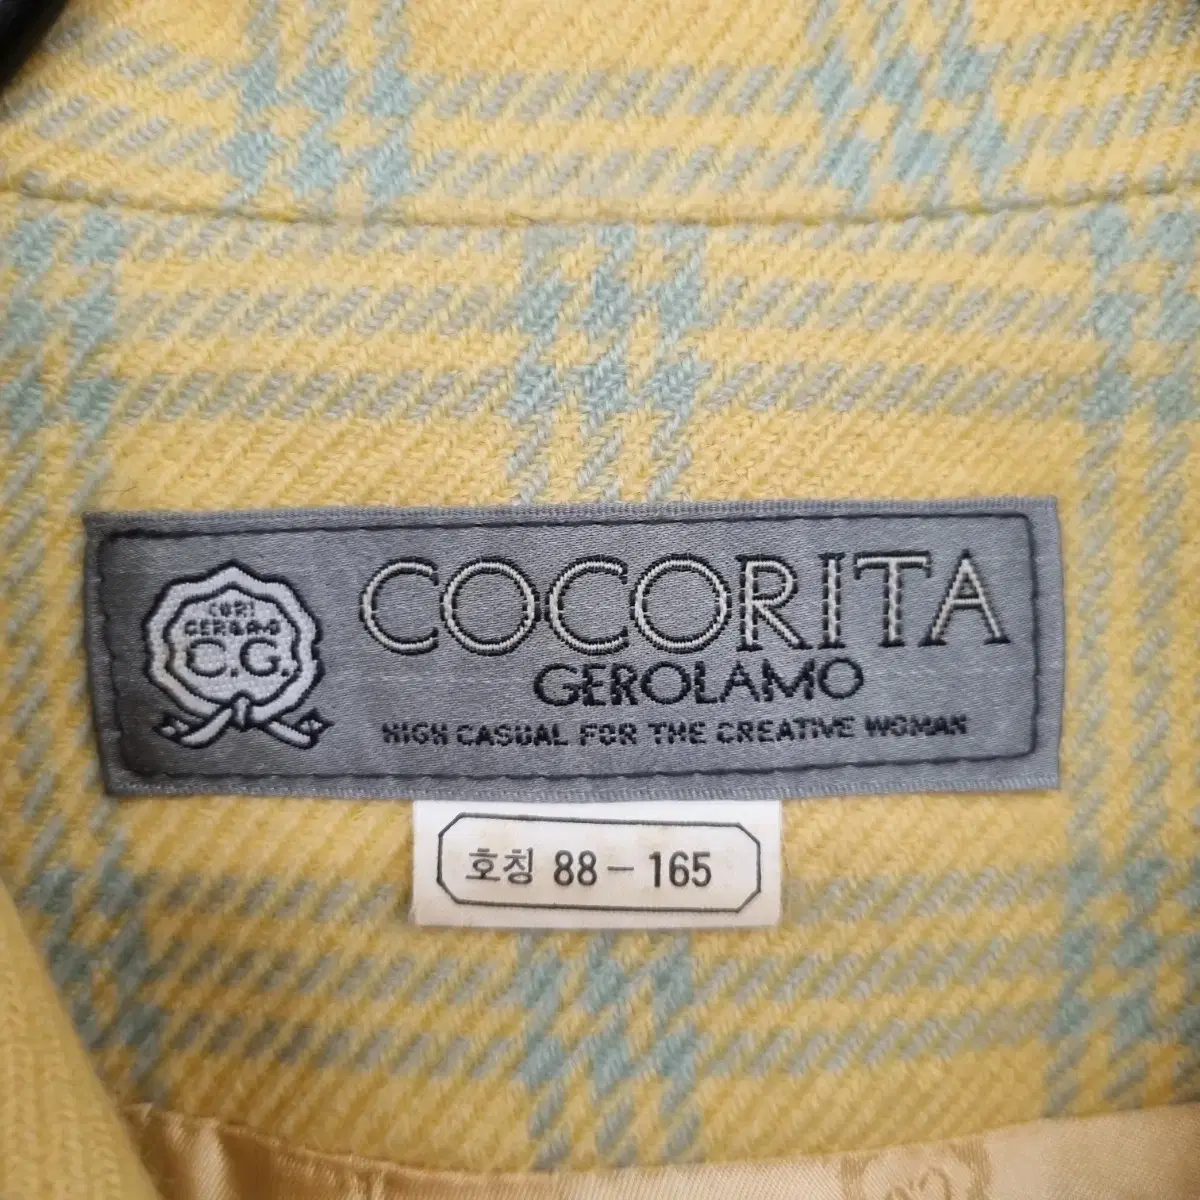 C.G.
COCORITA
GEROLAMO
HIGH CASUAL FOR THE CREATIVE WOMAN
호칭 88 - 165